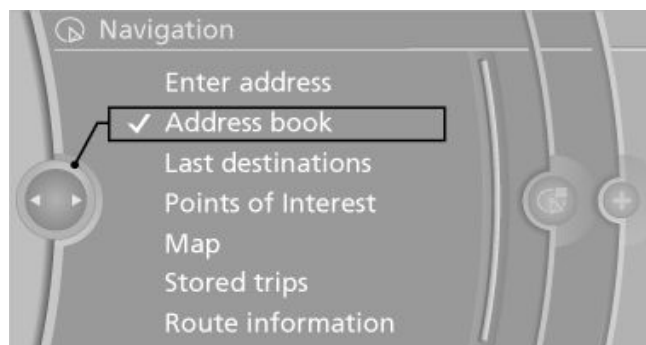 Navigation
Enter address
Address book
Last destinations
Points of Interest
Map
Stored trips
Route information